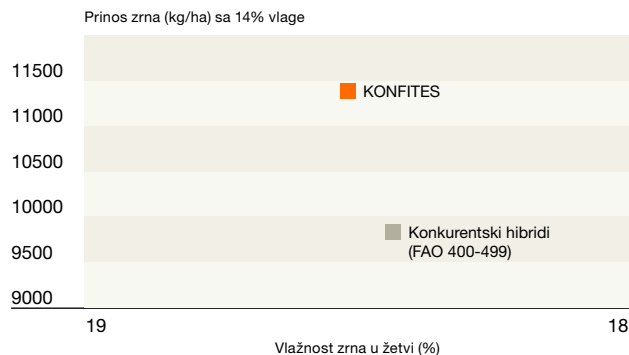 Prinos zrna (kg/ha) sa 14% vlage
11500
KONFITES
11000
10500
10000
Konkurentski hibridi
(FAO 400-499)
9500
9000
19
18
Vlažnost zrna u žetvi (%)